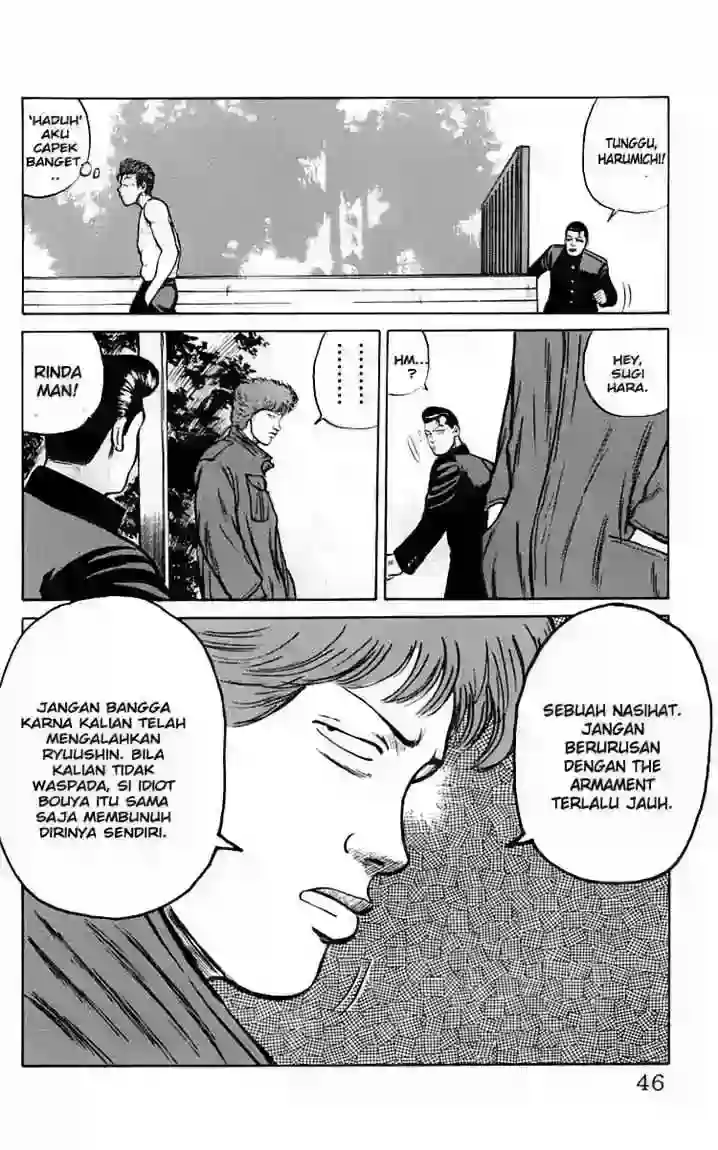 TUNGGU,
HARUMICHI!
'HADUH'
AKU
CAPEK
BANGET.
..
HEY,
SUGI
HARA.
HM...
?
RINDA
MAN!
SEBUAH NASIHAT.
JANGAN
BERURUSAN
DENGAN THE
ARMAMENT
TERLALU JAUH.
JANGAN BANGGA
KARNA KALIAN TELAH
MENGALAHKAN
RYUUSHIN. BILA
KALIAN TIDAK
WASPADA, SI IDIOT
BOUYA ITU SAMA
SAJA MEMBUNUH
DIRINYA SENDIRI.
46